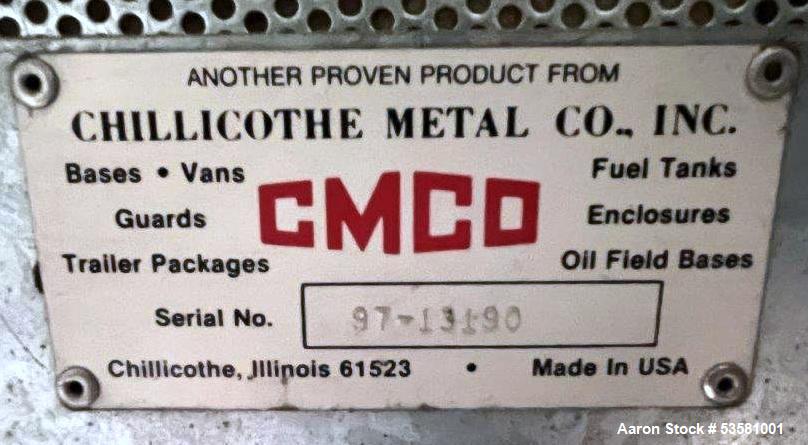 ANOTHER PROVEN PRODUCT FROM
CHILLICOTHE METAL CO., INC.
Bases • Vans
Guards
Trailer Packages
CMCO
Fuel Tanks
Enclosures
Oil Field Bases
Serial No. 97-13190
Chillicothe, Illinois 61523 • Made In USA
Aaron Stock # 53581001